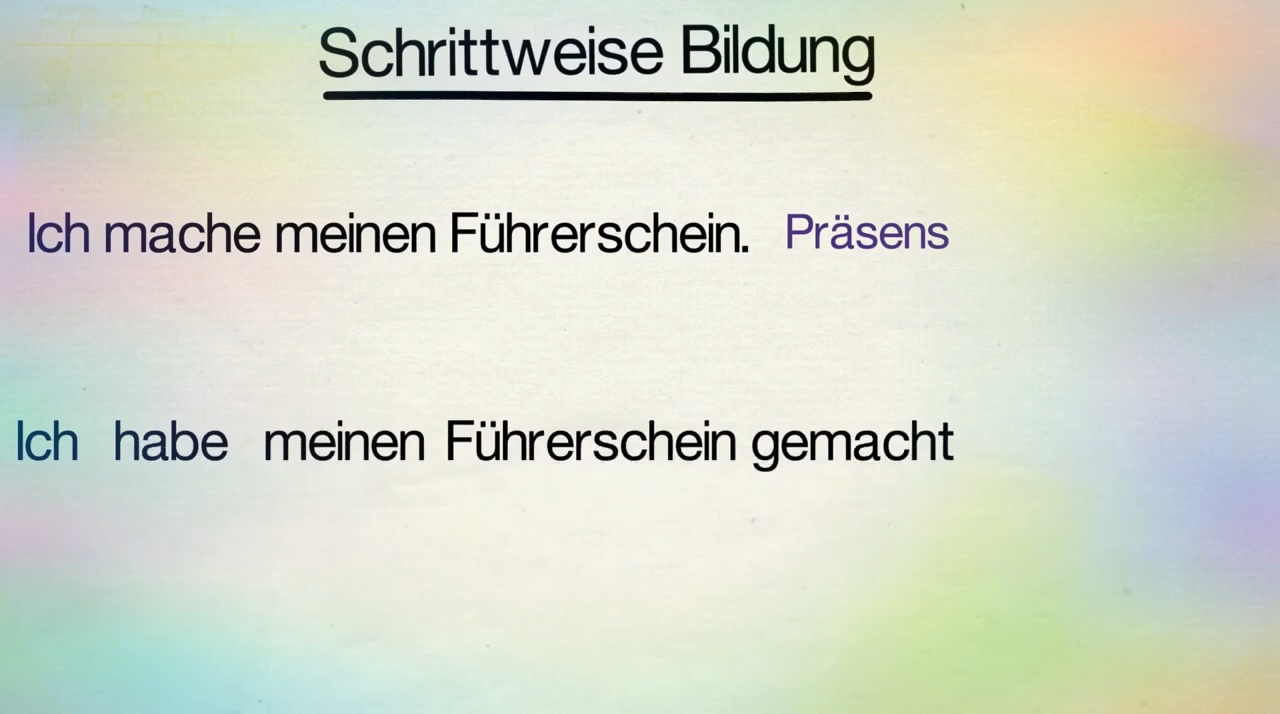 Schrittweise Bildung
Ich mache meinen Führerschein. Präsens
Ich habe meinen Führerschein gemacht